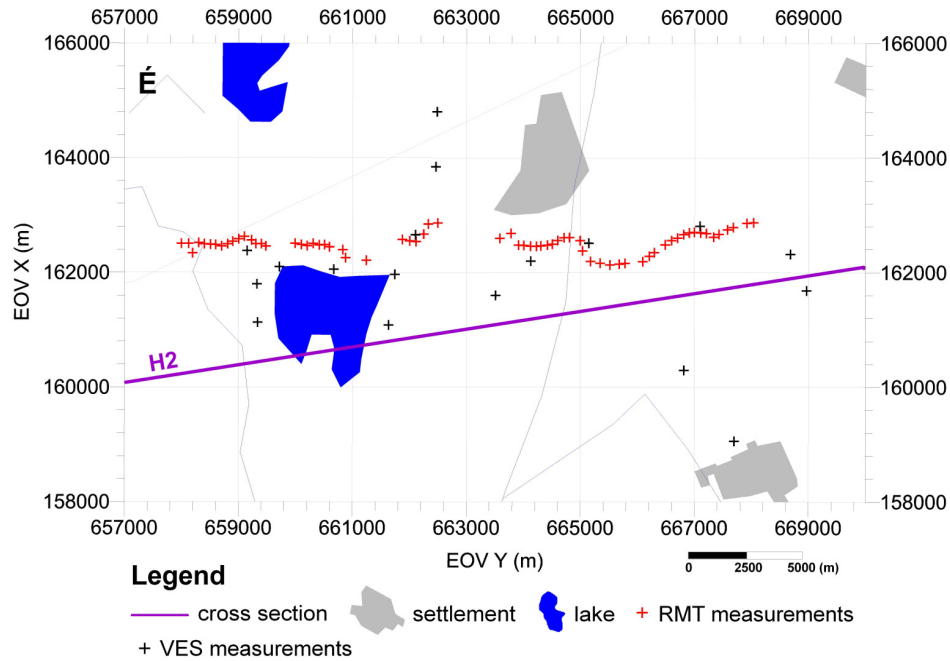 657000 659000 661000 663000 665000 667000 669000
166000 166000
É
164000 164000
162000 162000
160000 160000
158000 158000
EOV X (m)
H2
657000 659000 661000 663000 665000 667000 669000
EOV Y (m)
0 2500 5000 (m)
Legend
cross section settlement lake RMT measurements
VES measurements